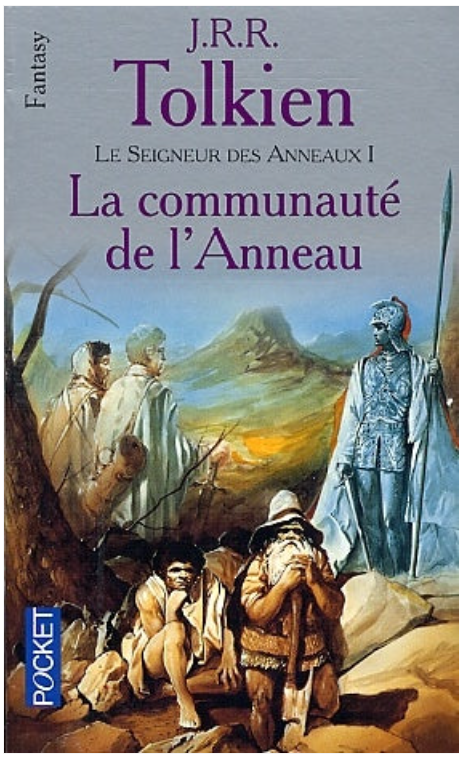 Fantasy
J.R.R.
Tolkien
LE SEIGNEUR DES ANNEAUX I
La communauté
de l'Anneau
POCKET